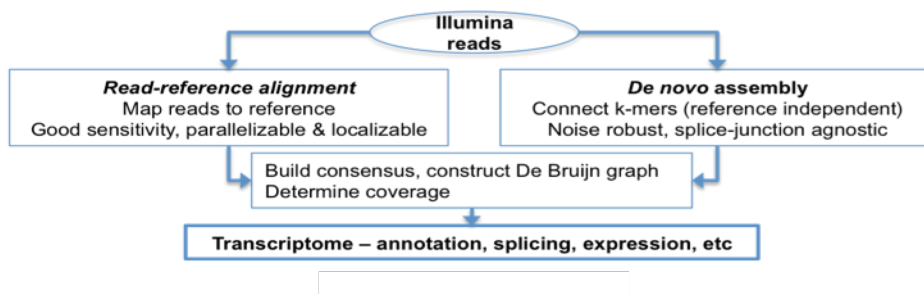 Illumina
reads
Read-reference alignment
Map reads to reference
Good sensitivity, parallelizable & localizable
De novo assembly
Connect k-mers (reference independent)
Noise robust, splice-junction agnostic
Build consensus, construct De Bruijn graph
Determine coverage
Transcriptome – annotation, splicing, expression, etc